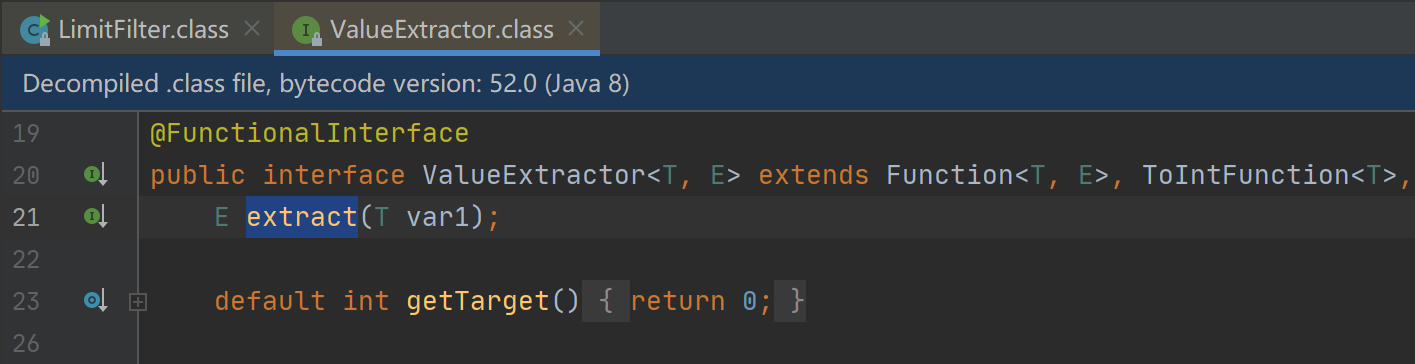 LimitFilter.class ValueExtractor.class
Decompiled .class file, bytecode version: 52.0 (Java 8)
19 @FunctionalInterface
20 public interface ValueExtractor<T, E> extends Function<T, E>, ToIntFunction<T>,
21 E extract(T var1);
22
23 default int getTarget() { return 0; }
26